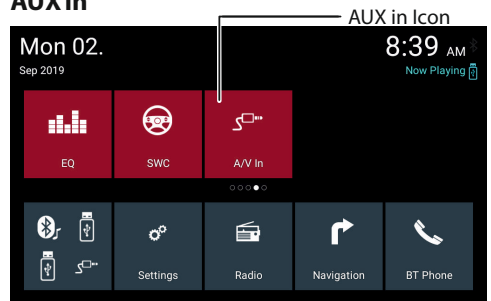 AUX in
AUX in Icon
Mon 02.
8:39 AM
Sep 2019
Now Playing
EQ
SWC
A/V In
Settings
Radio
Navigation
BT Phone